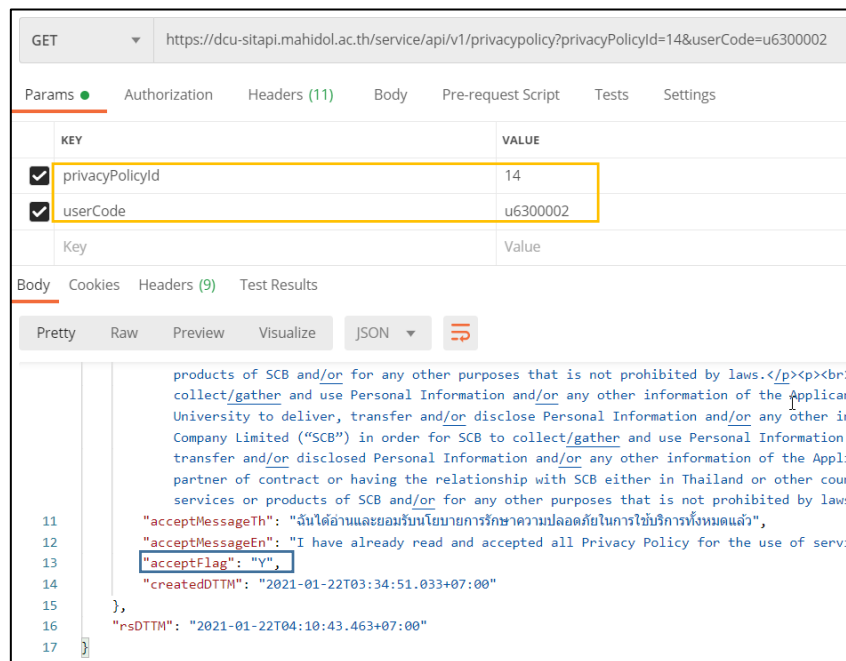 GET https://dcu-sitapi.mahidol.ac.th/service/api/v1/privacypolicy?privacyPolicyId=14&userCode=u6300002
Params Authorization Headers (11) Body Pre-request Script Tests Settings
KEY VALUE
privacyPolicyId 14
userCode u6300002
Key Value
Body Cookies Headers (9) Test Results
Pretty Raw Preview Visualize JSON
products of SCB and/or for any other purposes that is not prohibited by laws.</p><p><br
collect/gather and use Personal Information and/or any other information of the Applica
University to deliver, transfer and/or disclose Personal Information and/or any other i
Company Limited (“SCB”) in order for SCB to collect/gather and use Personal Information
transfer and/or disclosed Personal Information and/or any other information of the Appl
partner of contract or having the relationship with SCB either in Thailand or other cou
services or products of SCB and/or for any other purposes that is not prohibited by laws
11 "acceptMessageTh": "ฉันได้อ่านและยอมรับนโยบายการรักษาความปลอดภัยในการใช้บริการทั้งหมดแล้ว",
12 "acceptMessageEn": "I have already read and accepted all Privacy Policy for the use of servi
13 "acceptFlag": "Y",
14 "createdDTTM": "2021-01-22T03:34:51.033+07:00"
15 },
16 "rsDTTM": "2021-01-22T04:10:43.463+07:00"
17 }